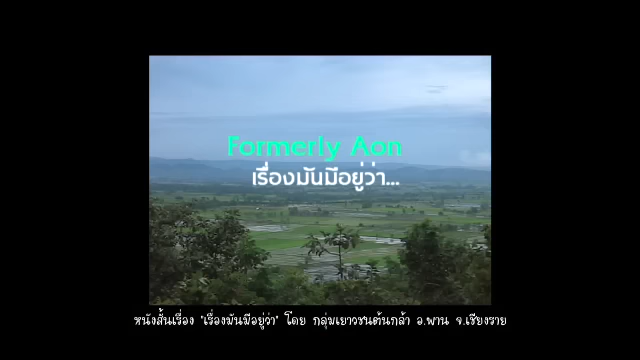 Formerly Aon
เรื่องมันมีอยู่ว่า...
หนังสั้นเรื่อง "เรื่องมันมีอยู่ว่า" โดย กลุ่มเยาวชนต้นกล้า อ.พาน จ.เชียงราย